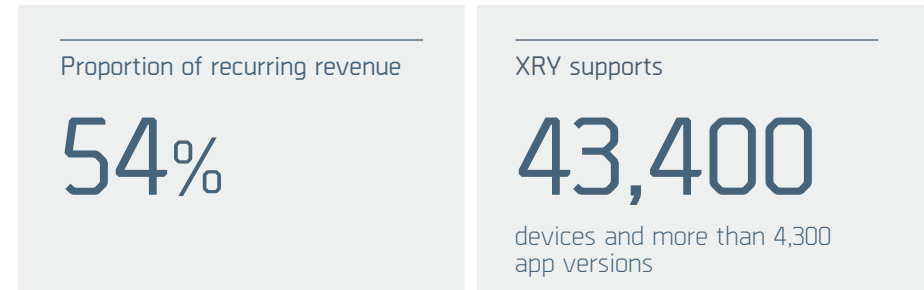 Proportion of recurring revenue
54%
XRY supports
43,400
devices and more than 4,300
app versions